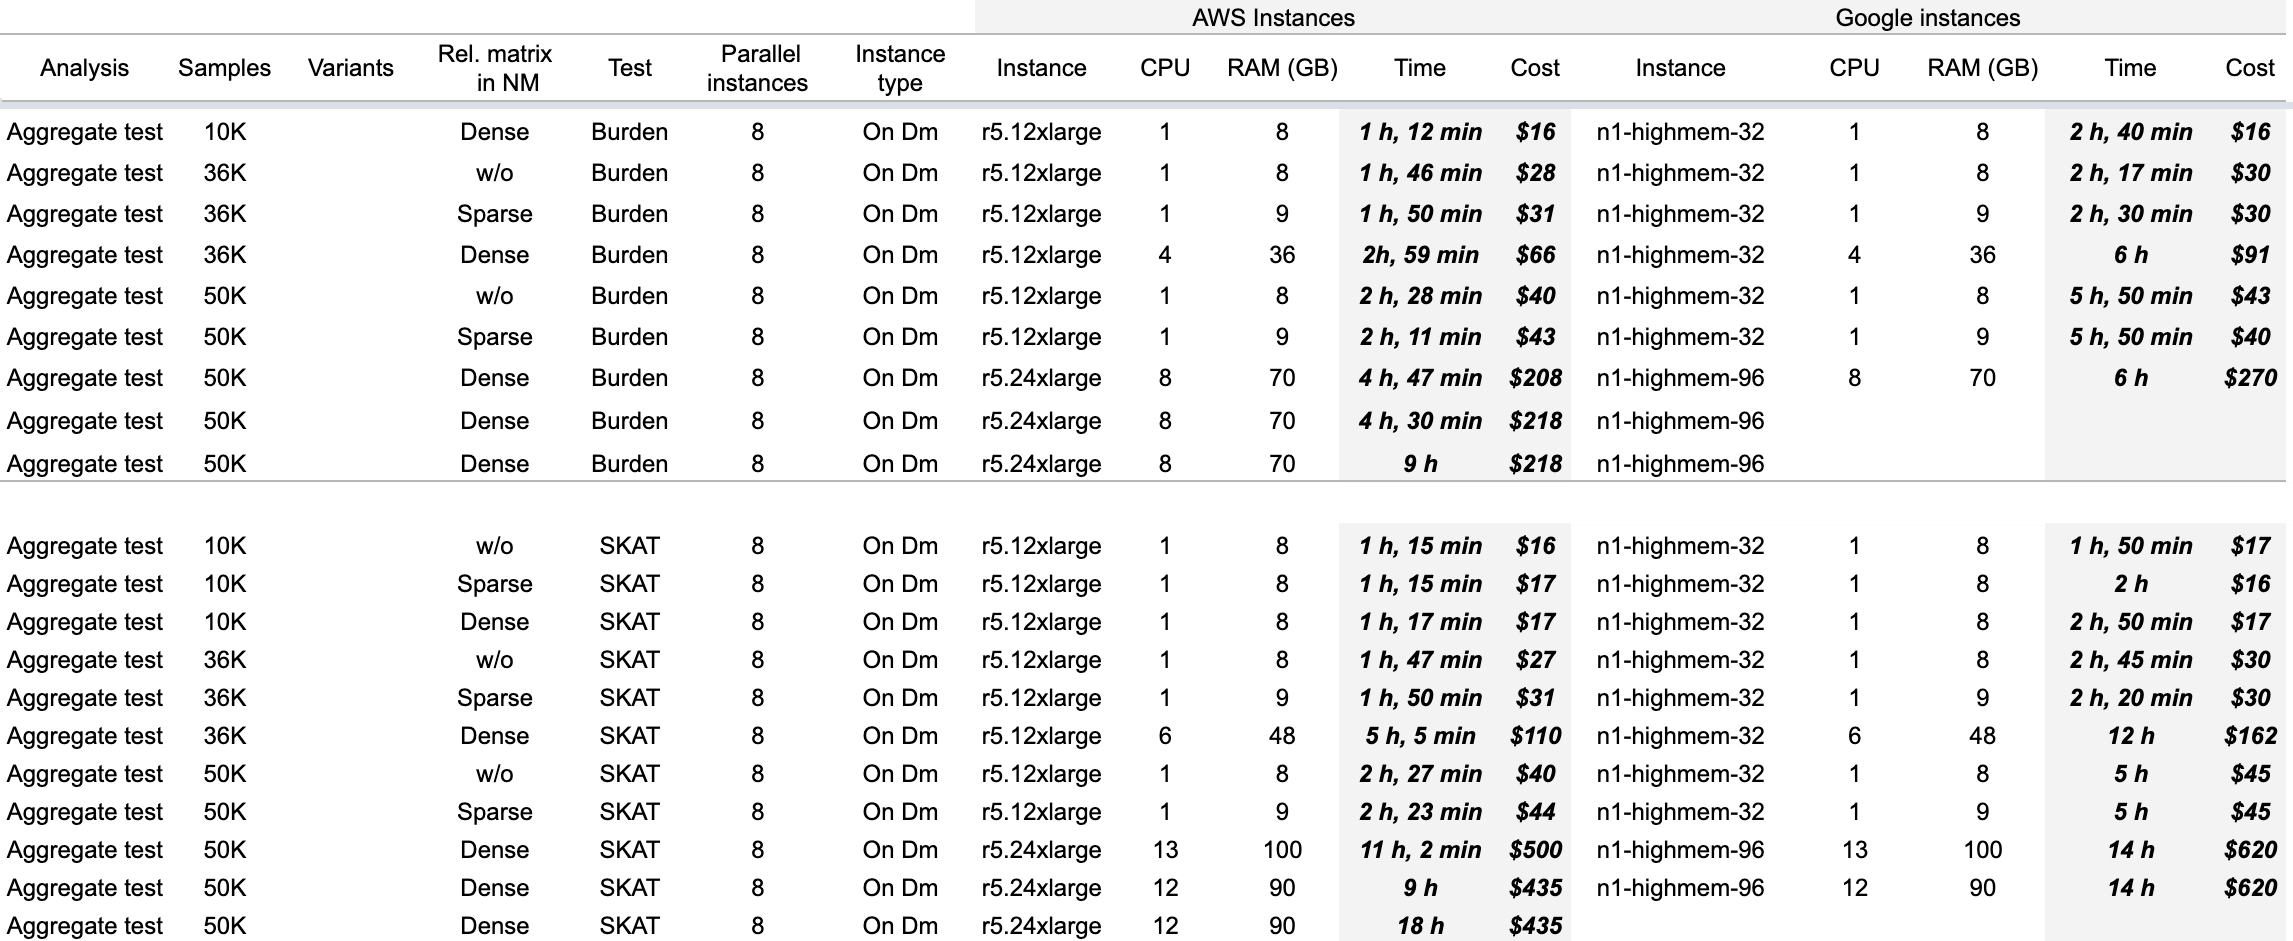 AWS Instances Google instances
Analysis Samples Variants Rel. matrix in NM Test Parallel instances Instance type Instance CPU RAM (GB) Time Cost Instance CPU RAM (GB) Time Cost
Aggregate test 10K Dense Burden 8 On Dm r5.12xlarge 1 8 1 h, 12 min $16 n1-highmem-32 1 8 2 h, 40 min $16
Aggregate test 36K w/o Burden 8 On Dm r5.12xlarge 1 8 1 h, 46 min $28 n1-highmem-32 1 8 2 h, 17 min $30
Aggregate test 36K Sparse Burden 8 On Dm r5.12xlarge 1 9 1 h, 50 min $31 n1-highmem-32 1 9 2 h, 30 min $30
Aggregate test 36K Dense Burden 8 On Dm r5.12xlarge 4 36 2h, 59 min $66 n1-highmem-32 4 36 6 h $91
Aggregate test 50K w/o Burden 8 On Dm r5.12xlarge 1 8 2 h, 28 min $40 n1-highmem-32 1 8 5 h, 50 min $43
Aggregate test 50K Sparse Burden 8 On Dm r5.12xlarge 1 9 2 h, 11 min $43 n1-highmem-32 1 9 5 h, 50 min $40
Aggregate test 50K Dense Burden 8 On Dm r5.24xlarge 8 70 4 h, 47 min $208 n1-highmem-96 8 70 6 h $270
Aggregate test 50K Dense Burden 8 On Dm r5.24xlarge 8 70 4 h, 30 min $218 n1-highmem-96
Aggregate test 50K Dense Burden 8 On Dm r5.24xlarge 8 70 9 h $218 n1-highmem-96
Aggregate test 10K w/o SKAT 8 On Dm r5.12xlarge 1 8 1 h, 15 min $16 n1-highmem-32 1 8 1 h, 50 min $17
Aggregate test 10K Sparse SKAT 8 On Dm r5.12xlarge 1 8 1 h, 15 min $17 n1-highmem-32 1 8 2 h $16
Aggregate test 10K Dense SKAT 8 On Dm r5.12xlarge 1 8 1 h, 17 min $17 n1-highmem-32 1 8 2 h, 50 min $17
Aggregate test 36K w/o SKAT 8 On Dm r5.12xlarge 1 8 1 h, 47 min $27 n1-highmem-32 1 8 2 h, 45 min $30
Aggregate test 36K Sparse SKAT 8 On Dm r5.12xlarge 1 9 1 h, 50 min $31 n1-highmem-32 1 9 2 h, 20 min $30
Aggregate test 36K Dense SKAT 8 On Dm r5.12xlarge 6 48 5 h, 5 min $110 n1-highmem-32 6 48 12 h $162
Aggregate test 50K w/o SKAT 8 On Dm r5.12xlarge 1 8 2 h, 27 min $40 n1-highmem-32 1 8 5 h $45
Aggregate test 50K Sparse SKAT 8 On Dm r5.12xlarge 1 9 2 h, 23 min $44 n1-highmem-32 1 9 5 h $45
Aggregate test 50K Dense SKAT 8 On Dm r5.24xlarge 13 100 11 h, 2 min $500 n1-highmem-96 13 100 14 h $620
Aggregate test 50K Dense SKAT 8 On Dm r5.24xlarge 12 90 9 h $435 n1-highmem-96 12 90 14 h $620
Aggregate test 50K Dense SKAT 8 On Dm r5.24xlarge 12 90 18 h $435